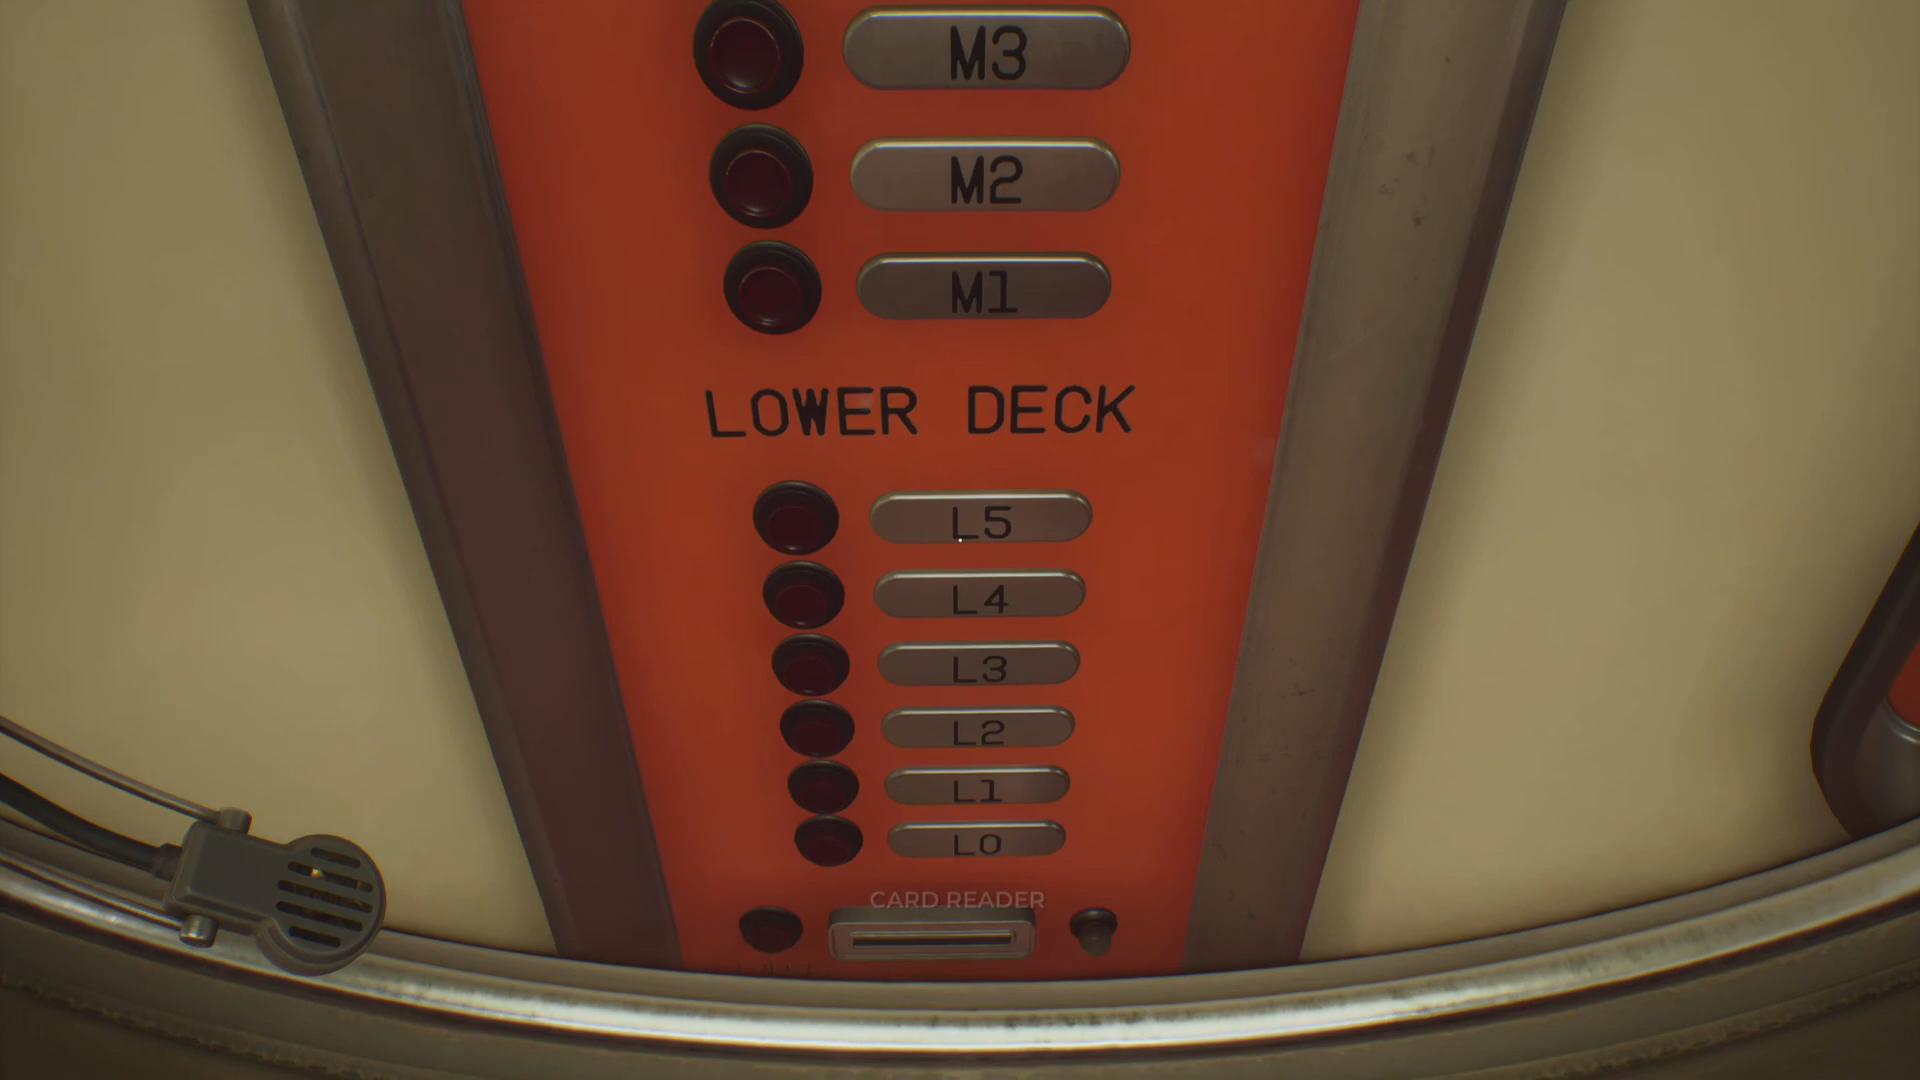 M3
M2
M1
LOWER DECK
L5
L4
L3
L2
L1
L0
CARD READER